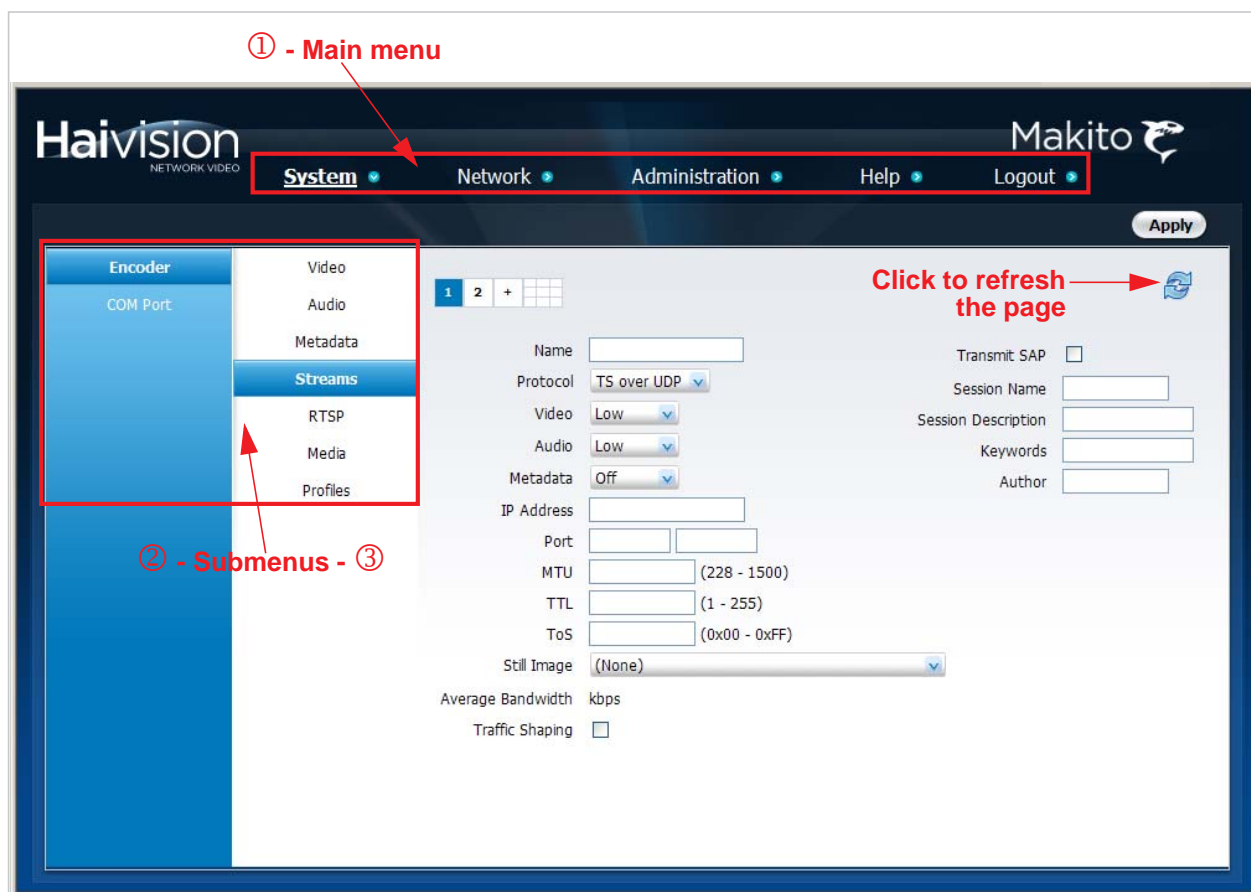 ① - Main menu
Haivision
NETWORK VIDEO
Makito
System
Network
Administration
Help
Logout
Apply
Encoder
COM Port
Video
Audio
Metadata
Streams
RTSP
Media
Profiles
② - Submenus - ③
1 2 +
Click to refresh
the page
Name
Protocol TS over UDP
Video Low
Audio Low
Metadata Off
IP Address
Port
MTU (228 - 1500)
TTL (1 - 255)
ToS (0x00 - 0xFF)
Still Image (None)
Average Bandwidth kbps
Traffic Shaping
Transmit SAP
Session Name
Session Description
Keywords
Author